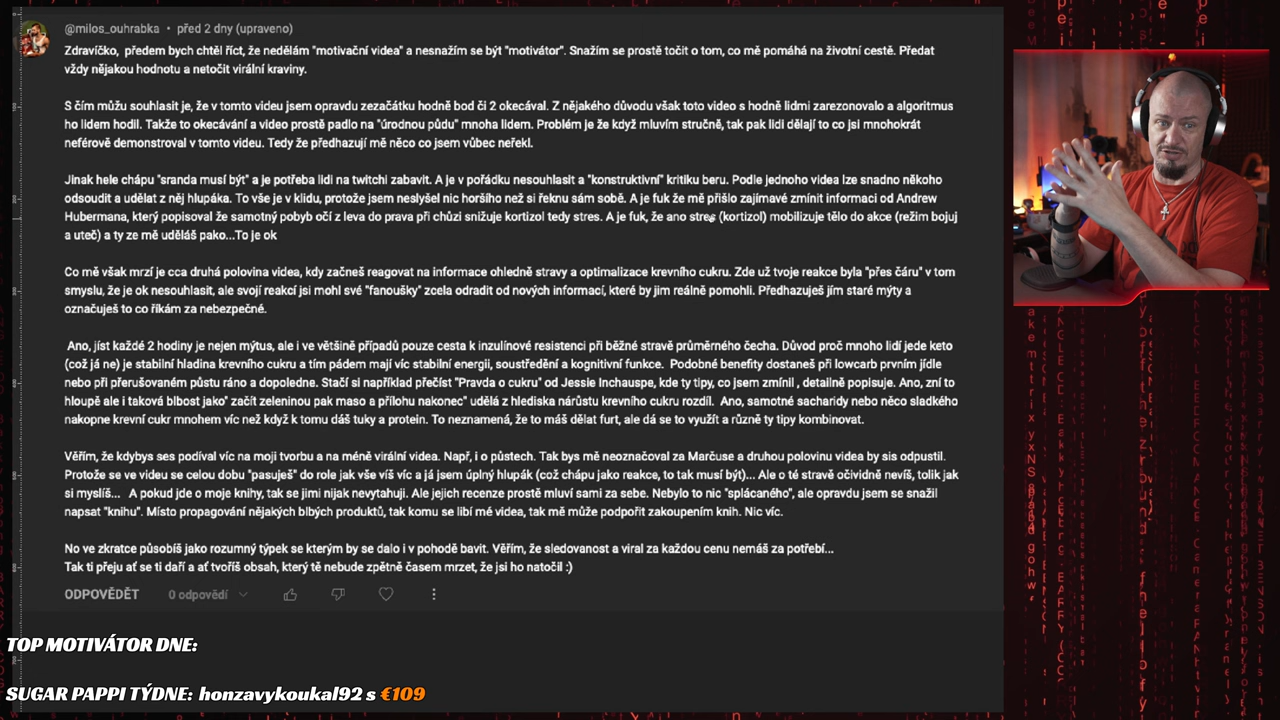 @milos_ouhrabka • před 2 dny (upraveno)
Zdravíčko, předem bych chtěl říct, že nedělám "motivační videa" a nesnažím se být "motivátor". Snažím se prostě točit o tom, co mě pomáhá na životní cestě. Předat
vždy nějakou hodnotu a netočit virální kraviny.
S čím můžu souhlasit je, že v tomto videu jsem opravdu zezačátku hodně bod či 2 okecával. Z nějakého důvodu však toto video s hodně lidmi zarezonovalo a algoritmus
ho lidem hodil. Takže to okecávání a video prostě padlo na "úrodnou půdu" mnoha lidem. Problém je že když mluvím stručně, tak pak lidi dělají to co jsi mnohokrát
neférově demonstroval v tomto videu. Tedy že předhazují mě něco co jsem vůbec neřekl.
Jinak hele chápu "sranda musí být" a je potřeba lidi na twitchi zabavit. A je v pořádku nesouhlasit a "konstruktivní" kritiku beru. Podle jednoho videa lze snadno někoho
odsoudit a udělat z něj hlupáka. To vše je v klidu, protože jsem neslyšel nic horšího než si řeknu sám sobě. A je fuk že mě přišlo zajímavé zmínit informaci od Andrew
Hubermana, který popisoval že samotný pobyb očí z leva do prava při chůzi snižuje kortizol tedy stres. A je fuk, že ano stres (kortizol) mobilizuje tělo do akce (režim bojuj
a uteč) a ty ze mě uděláš pako...To je ok
Co mě však mrzí je cca druhá polovina videa, kdy začneš reagovat na informace ohledně stravy a optimalizace krevního cukru. Zde už tvoje reakce byla "přes čáru" v tom
smyslu, že je ok nesouhlasit, ale svojí reakcí jsi mohl své "fanoušky" zcela odradit od nových informací, které by jim reálně pomohli. Předhazuješ jím staré mýty a
označuješ to co říkám za nebezpečné.
Ano, jíst každé 2 hodiny je nejen mýtus, ale i ve většině případů pouze cesta k inzulínové resistenci při běžné stravě průměrného čecha. Důvod proč mnoho lidí jede keto
(což já ne) je stabilní hladina krevního cukru a tím pádem mají víc stabilní energii, soustředění a kognitivní funkce. Podobné benefity dostaneš při lowcarb prvním jídle
nebo při přerušovaném půstu ráno a dopoledne. Stačí si například přečíst "Pravda o cukru" od Jessie Inchauspe, kde ty tipy, co jsem zmínil , detailně popisuje. Ano, zní to
hloupě ale i taková blbost jako" začít zeleninou pak maso a přílohu nakonec" udělá z hlediska nárůstu krevního cukru rozdíl. Ano, samotné sacharidy nebo něco sladkého
nakopne krevní cukr mnohem víc než když k tomu dáš tuky a protein. To neznamená, že to máš dělat furt, ale dá se to využít a různě ty tipy kombinovat.
Věřím, že kdybys ses podíval víc na moji tvorbu a na méně virální videa. Např, i o půstech. Tak bys mě neoznačoval za Marčuse a druhou polovinu videa by sis odpustil.
Protože se ve videu se celou dobu "pasuješ" do role jak vše víš víc a já jsem úplný hlupák (což chápu jako reakce, to tak musí být)... Ale o té stravě očividně nevíš, tolik jak
si myslíš... A pokud jde o moje knihy, tak se jimi nijak nevytahuji. Ale jejich recenze prostě mluví sami za sebe. Nebylo to nic "splácaného", ale opravdu jsem se snažil
napsat "knihu". Místo propagování nějakých blbých produktů, tak komu se libí mé videa, tak mě může podpořit zakoupením knih. Nic víc.
No ve zkratce působíš jako rozumný týpek se kterým by se dalo i v pohodě bavit. Věřím, že sledovanost a viral za každou cenu nemáš za potřebí...
Tak ti přeju ať se ti daří a ať tvoříš obsah, který tě nebude zpětně časem mrzet, že jsi ho natočil :)
ODPOVĚDĚT 0 odpovědí
TOP MOTIVÁTOR DNE:
SUGAR PAPPI TÝDNE: honzavykoukal92 s €109